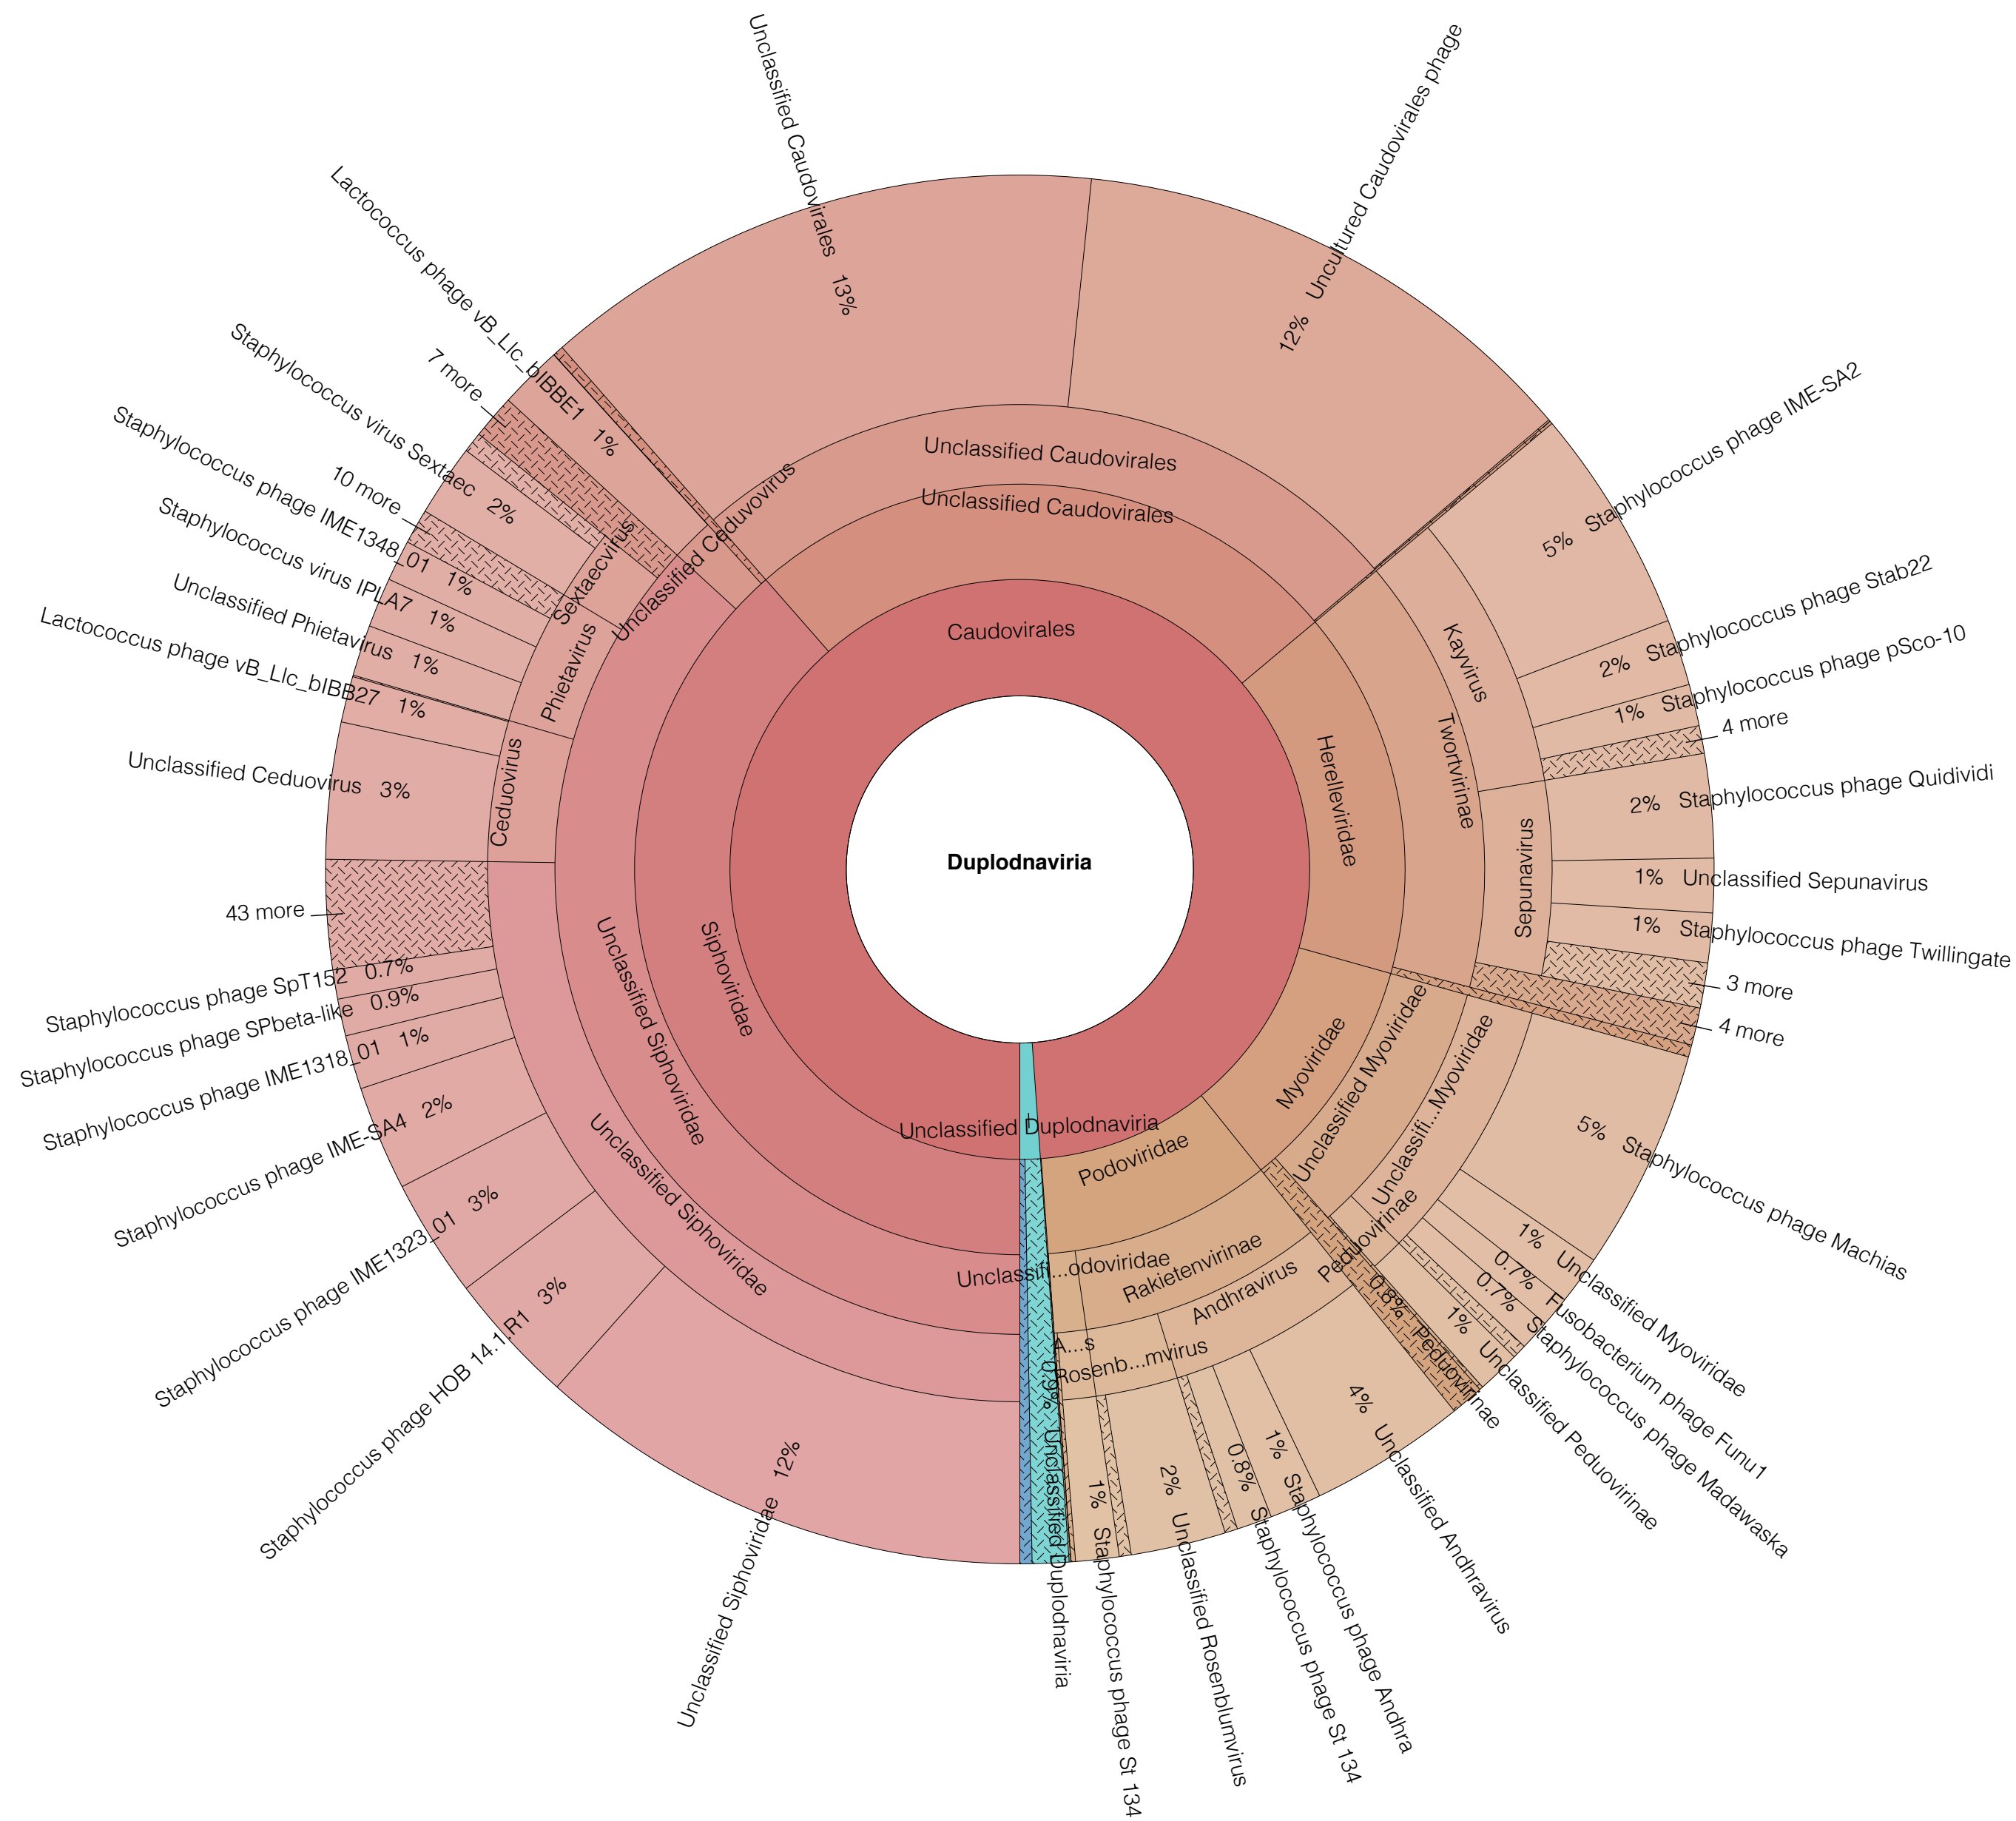 Duplodnaviria
Caudovirales
Unclassified Duplodnaviria
Unclassified Caudovirales
Unclassified Caudovirales
Unclassified Caudovirales 13%
12% Uncultured Caudovirales phage
Herelleviridae
Twortvirinae
Kayvirus
5% Staphylococcus phage IME-SA2
2% Staphylococcus phage Stab22
1% Staphylococcus phage pSco-10
4 more
Sepunavirus
2% Staphylococcus phage Quidividi
1% Unclassified Sepunavirus
1% Staphylococcus phage Twillingate
3 more
4 more
Myoviridae
Unclassified Myoviridae
Unclassifi...Myoviridae
5% Staphylococcus phage Machias
1% Unclassified Myoviridae
0.7% Fusobacterium phage Funu1
0.7% Staphylococcus phage Madawaska
Peduovirinae
1% Unclassified Peduovirinae
0.8% Peduovirinae
Podoviridae
Rakietenvirinae
Andhravirus
4% Unclassified Andhravirus
1% Staphylococcus phage Andhra
0.8% Staphylococcus phage St 134
Rosenb...mvirus
2% Unclassified Rosenblumvirus
Unclassifi...odoviridae
A...s
1% Staphylococcus phage St 134
0.9% Unclassified Duplodnaviria
Siphoviridae
Unclassified Siphoviridae
Unclassified Siphoviridae
Unclassified Siphoviridae 12%
Staphylococcus phage HOB 14.1.R1 3%
Staphylococcus phage IME1323_01 3%
Staphylococcus phage IME-SA4 2%
Staphylococcus phage IME1318_01 1%
Staphylococcus phage SPbeta-like 0.9%
Staphylococcus phage SpT152 0.7%
43 more
Ceduovirus
Unclassified Ceduovirus 3%
Lactococcus phage vB_Llc_bIBB27 1%
Phietavirus
Unclassified Phietavirus 1%
Staphylococcus virus IPLA7 1%
Staphylococcus phage IME1348_01 1%
10 more
Sextaecvirus
Staphylococcus virus Sextaec 2%
7 more
Unclassified Ceduvovirus
Lactococcus phage vB_Llc_bIBBE1 1%